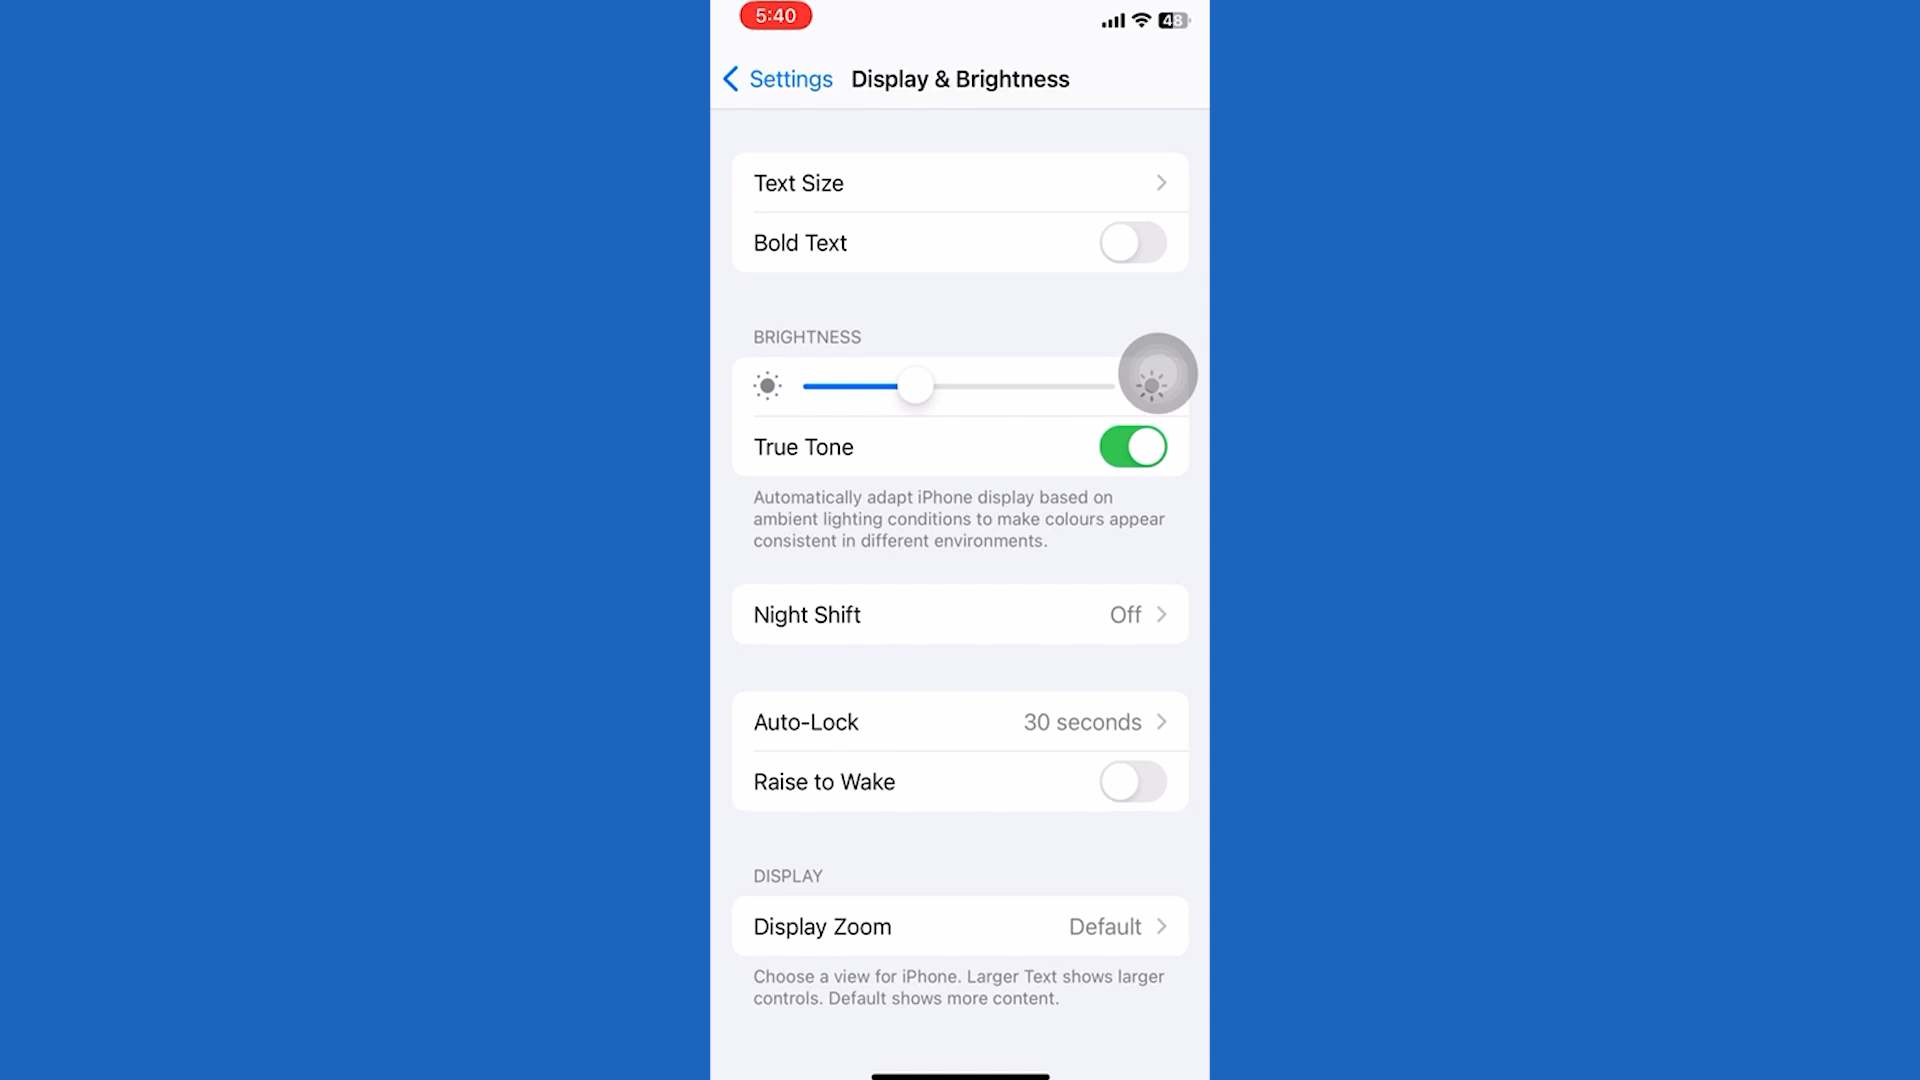 5:40
48
Settings Display & Brightness
Text Size
Bold Text
BRIGHTNESS
True Tone
Automatically adapt iPhone display based on
ambient lighting conditions to make colours appear
consistent in different environments.
Night Shift Off
Auto-Lock 30 seconds
Raise to Wake
DISPLAY
Display Zoom Default
Choose a view for iPhone. Larger Text shows larger
controls. Default shows more content.